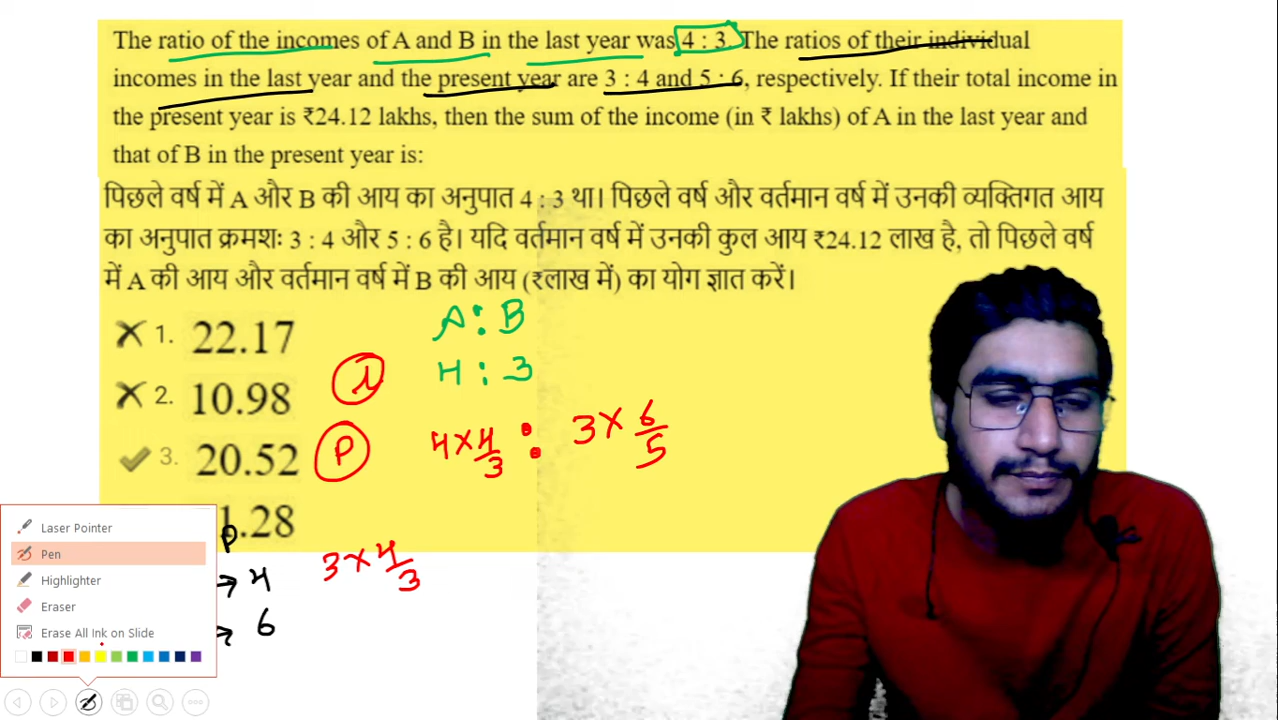 The ratio of the incomes of A and B in the last year was 4 : 3. The ratios of their individual
incomes in the last year and the present year are 3 : 4 and 5 : 6, respectively. If their total income in
the present year is ₹24.12 lakhs, then the sum of the income (in ₹ lakhs) of A in the last year and
that of B in the present year is:
पिछले वर्ष में A और B की आय का अनुपात 4 : 3 था। पिछले वर्ष और वर्तमान वर्ष में उनकी व्यक्तिगत आय
का अनुपात क्रमशः 3 : 4 और 5 : 6 है। यदि वर्तमान वर्ष में उनकी कुल आय ₹24.12 लाख है, तो पिछले वर्ष
में A की आय और वर्तमान वर्ष में B की आय (₹लाख में) का योग ज्ञात करें।
A : B
1. 22.17
4 : 3
2. 10.98
P 4×4/3 : 3×6/5
3. 20.52
1.28
P
3×4/3
→ 4
→ 6
Laser Pointer
Pen
Highlighter
Eraser
Erase All Ink on Slide